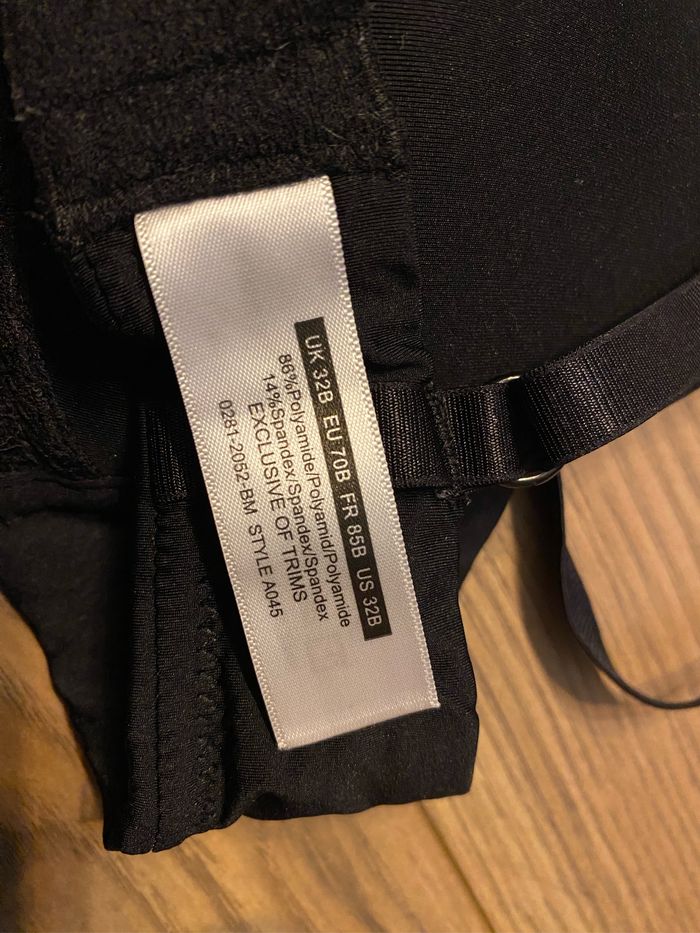 UK 32B EU 70B FR 85B US 32B
86%Polyamide/Polyamid/Polyamide
14%Spandex/Spandex/Spandex
EXCLUSIVE OF TRIMS
0281-2052-BM STYLE A045